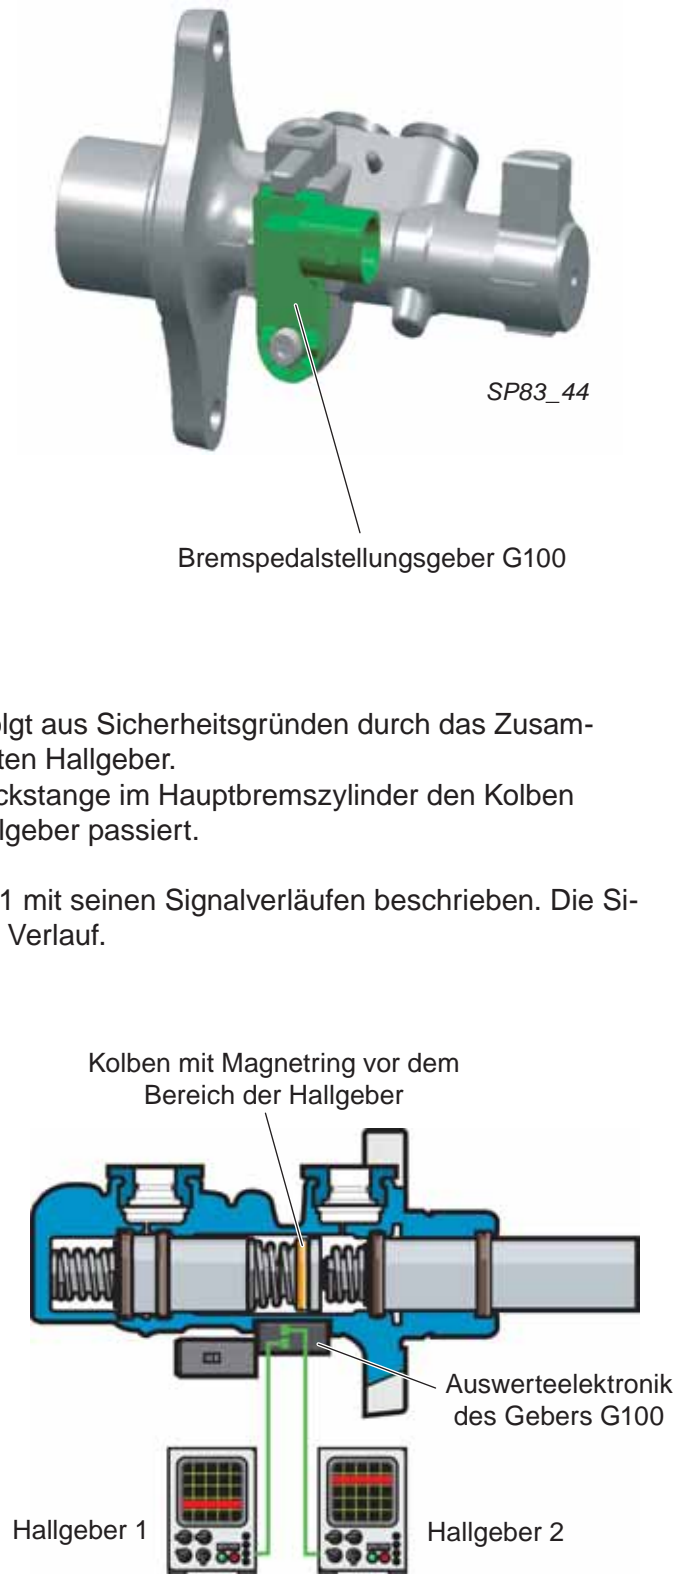 SP83_44
Bremspedalstellungsgeber G100
olgt aus Sicherheitsgründen durch das Zusam-
ten Hallgeber.
ckstange im Hauptbremszylinder den Kolben
lgeber passiert.
1 mit seinen Signalverläufen beschrieben. Die Si-
Verlauf.
Kolben mit Magnetring vor dem
Bereich der Hallgeber
Auswerteelektronik
des Gebers G100
Hallgeber 1
Hallgeber 2